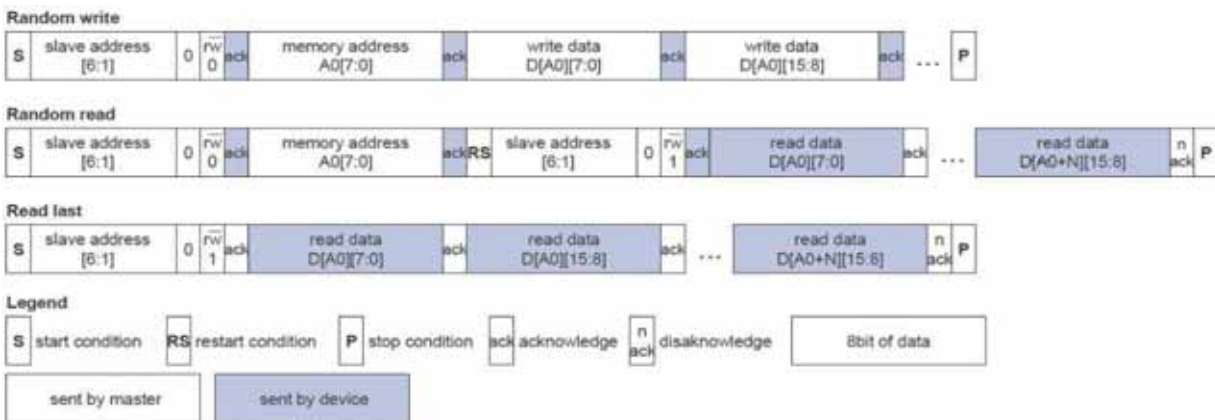 Random write
S slave address [6:1] 0 rw 0 ack memory address A0[7:0] ack write data D[A0][7:0] ack write data D[A0][15:8] ack ... P
Random read
S slave address [6:1] 0 rw 0 ack memory address A0[7:0] ack RS slave address [6:1] 0 rw 1 ack read data D[A0][7:0] ack ... read data D[A0+N][15:8] n ack P
Read last
S slave address [6:1] 0 rw 1 ack read data D[A0][7:0] ack read data D[A0][15:8] ack ... read data D[A0+N][15:8] n ack P
Legend
S start condition RS restart condition P stop condition ack acknowledge n ack disaknowledge 8bit of data
sent by master sent by device